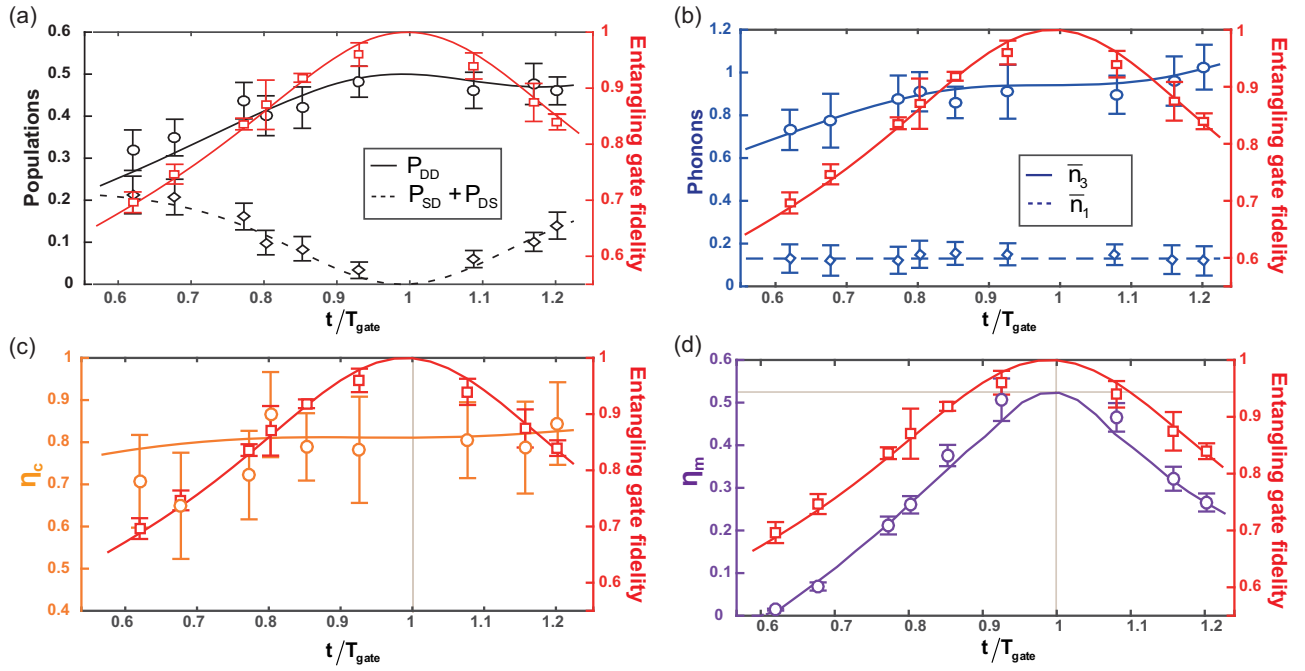 (a)
0.6
0.5
0.4
0.3
0.2
0.1
0
Populations
P_DD
P_SD + P_DS
1
0.9
0.8
0.7
0.6
Entangling gate fidelity
0.6 0.7 0.8 0.9 1 1.1 1.2
t/T_gate
(b)
1.2
1
0.8
0.6
0.4
0.2
0
Phonons
n̅_3
n̅_1
1
0.9
0.8
0.7
0.6
Entangling gate fidelity
0.6 0.7 0.8 0.9 1 1.1 1.2
t/T_gate
(c)
1
0.9
0.8
0.7
0.6
0.5
0.4
η_c
1
0.9
0.8
0.7
0.6
Entangling gate fidelity
0.6 0.7 0.8 0.9 1 1.1 1.2
t/T_gate
(d)
0.6
0.5
0.4
0.3
0.2
0.1
0
η_m
1
0.9
0.8
0.7
0.6
Entangling gate fidelity
0.6 0.7 0.8 0.9 1 1.1 1.2
t/T_gate